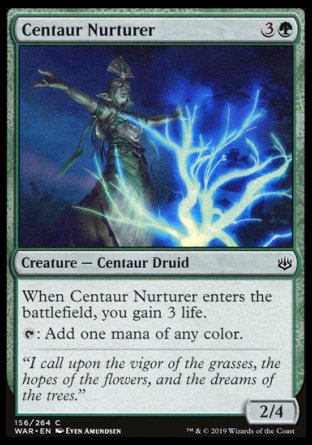 Centaur Nurturer 3
Creature — Centaur Druid
When Centaur Nurturer enters the
battlefield, you gain 3 life.
: Add one mana of any color.
“I call upon the vigor of the grasses, the
hopes of the flowers, and the dreams of
the trees.”
2/4
156/264 C
WAR • EN Even Amundsen
™ & © 2019 Wizards of the Coast